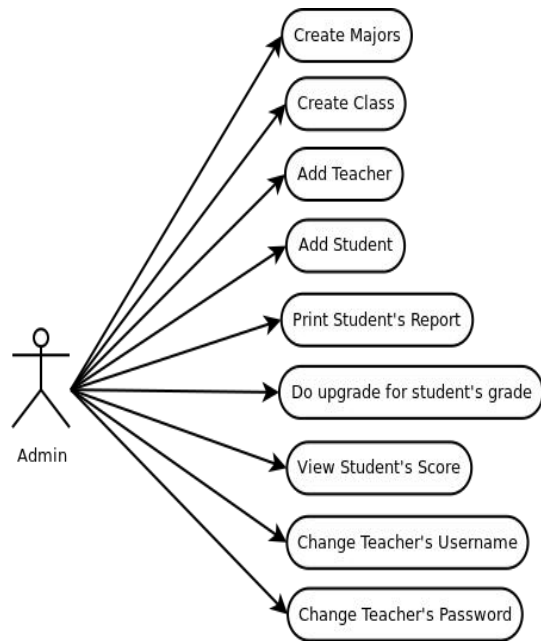 Create Majors
Create Class
Add Teacher
Add Student
Print Student's Report
Do upgrade for student's grade
Admin
View Student's Score
Change Teacher's Username
Change Teacher's Password